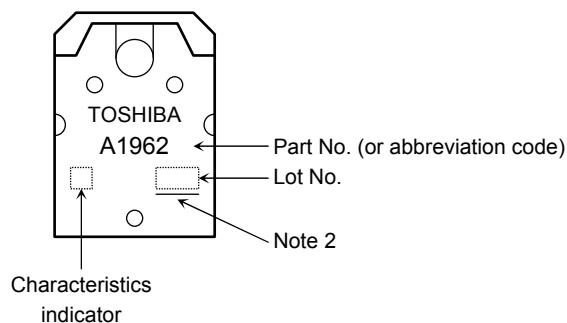 TOSHIBA
A1962
Part No. (or abbreviation code)
Lot No.
Note 2
Characteristics
indicator